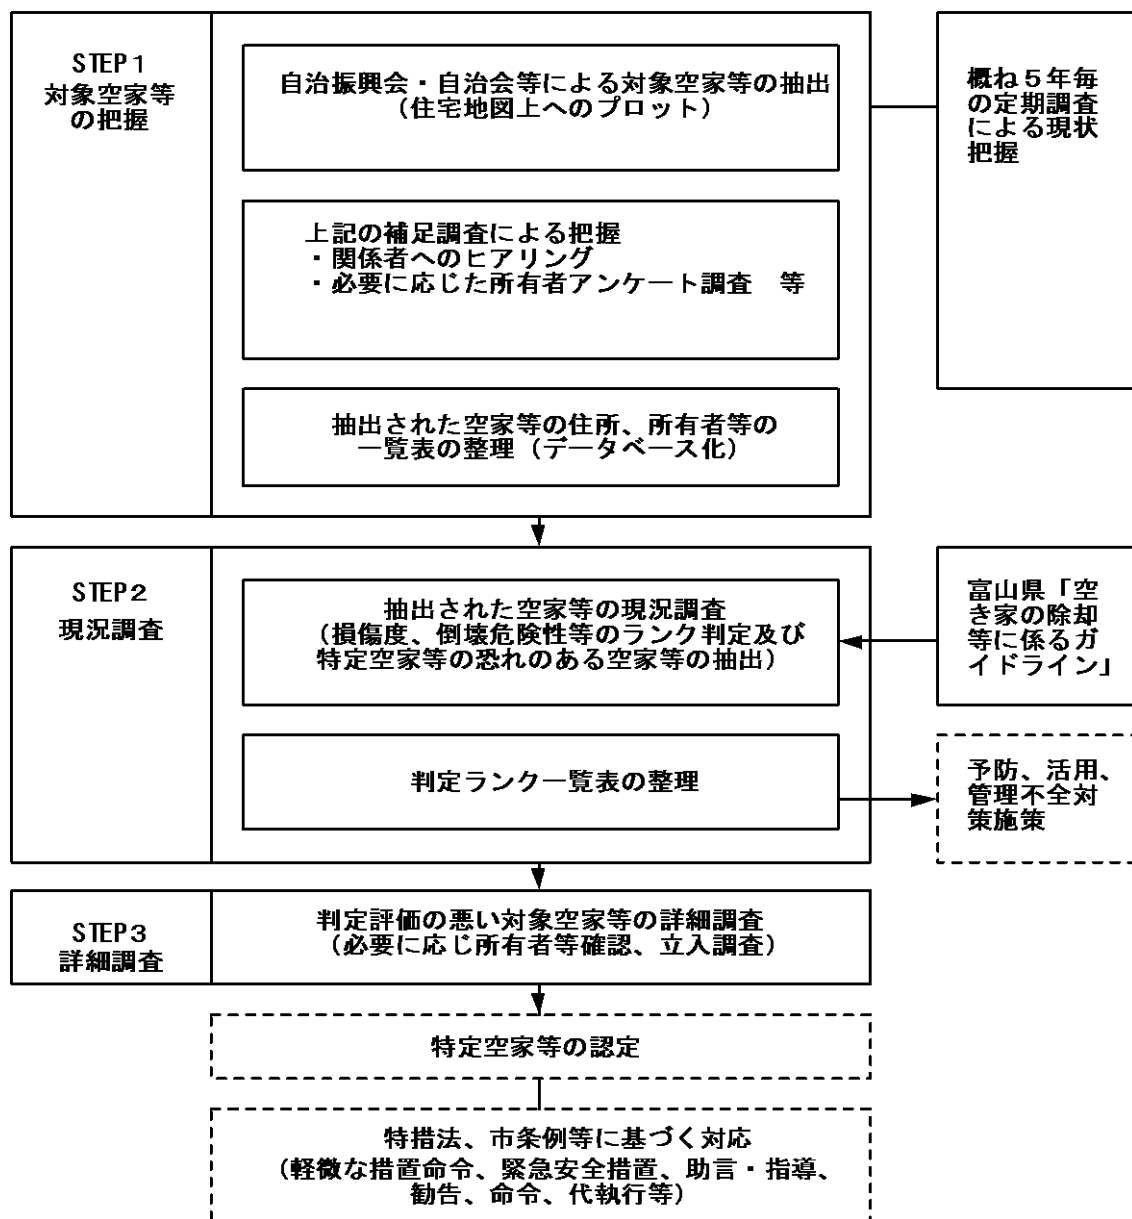 STEP1
対象空家等
の把握
自治振興会・自治会等による対象空家等の抽出
（住宅地図上へのプロット）
概ね５年毎
の定期調査
による現状
把握
上記の補足調査による把握
・関係者へのヒアリング
・必要に応じた所有者アンケート調査　等
抽出された空家等の住所、所有者等の
一覧表の整理（データベース化）
STEP2
現況調査
抽出された空家等の現況調査
（損傷度、倒壊危険性等のランク判定及び
特定空家等の恐れのある空家等の抽出）
富山県「空
き家の除却
等に係るガ
イドライン」
判定ランク一覧表の整理
予防、活用、
管理不全対
策施策
STEP3
詳細調査
判定評価の悪い対象空家等の詳細調査
（必要に応じ所有者等確認、立入調査）
特定空家等の認定
特措法、市条例等に基づく対応
（軽微な措置命令、緊急安全措置、助言・指導、
勧告、命令、代執行等）